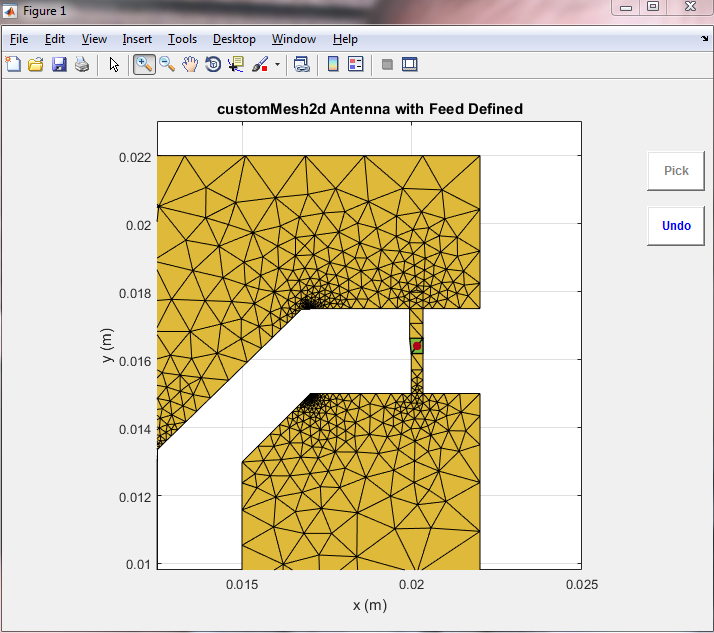 Figure 1
File Edit View Insert Tools Desktop Window Help
customMesh2d Antenna with Feed Defined
0.022
0.02
0.018
0.016
0.014
0.012
0.01
y (m)
0.015 0.02 0.025
x (m)
Pick
Undo